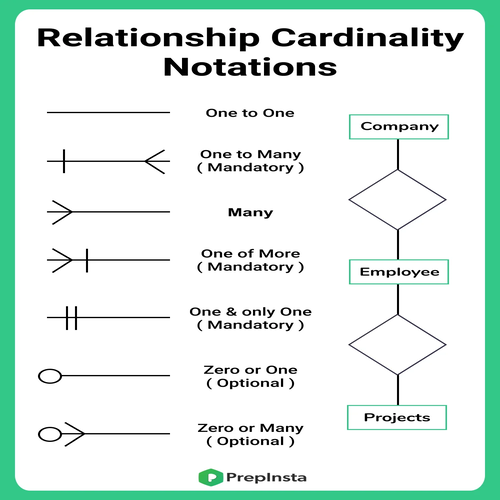 Relationship Cardinality
Notations
One to One
One to Many
( Mandatory )
Many
One of More
( Mandatory )
One & only One
( Mandatory )
Zero or One
( Optional )
Zero or Many
( Optional )
Company
Employee
Projects
PrepInsta